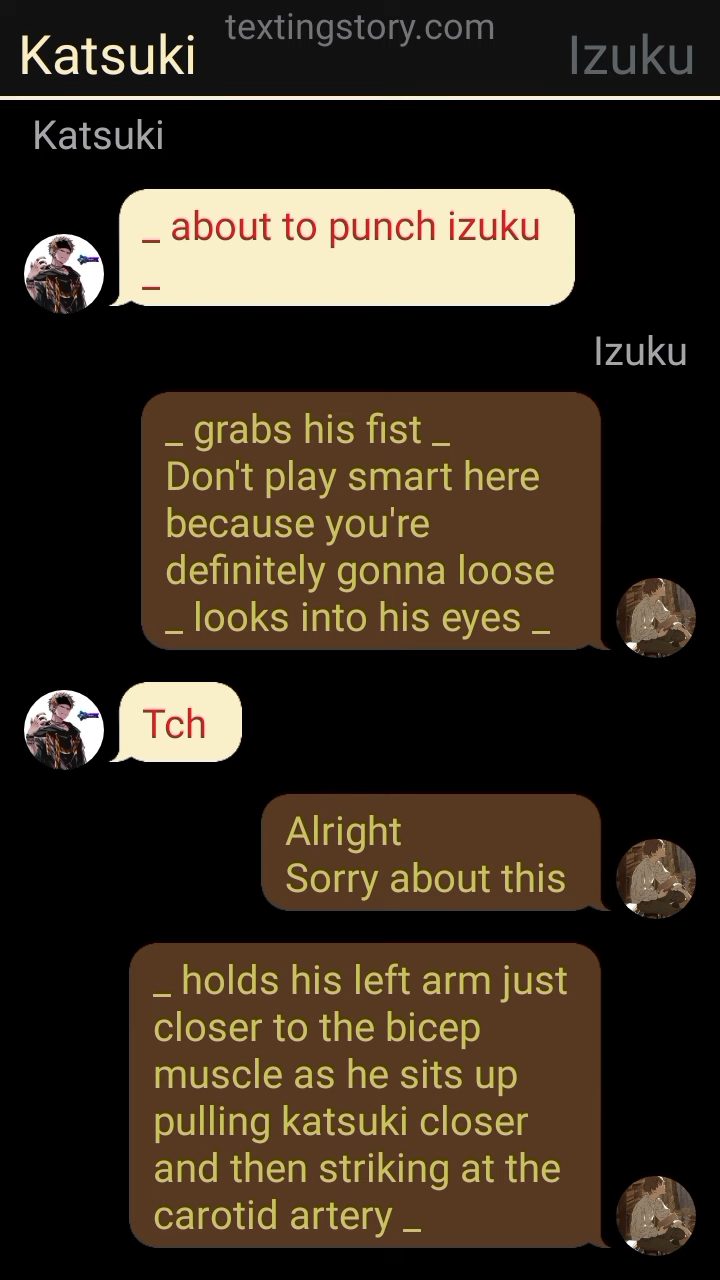 textingstory.com
Katsuki
Izuku
Katsuki
_ about to punch izuku
_
Izuku
_ grabs his fist _
Don't play smart here
because you're
definitely gonna loose
_ looks into his eyes _
Tch
Alright
Sorry about this
_ holds his left arm just
closer to the bicep
muscle as he sits up
pulling katsuki closer
and then striking at the
carotid artery _